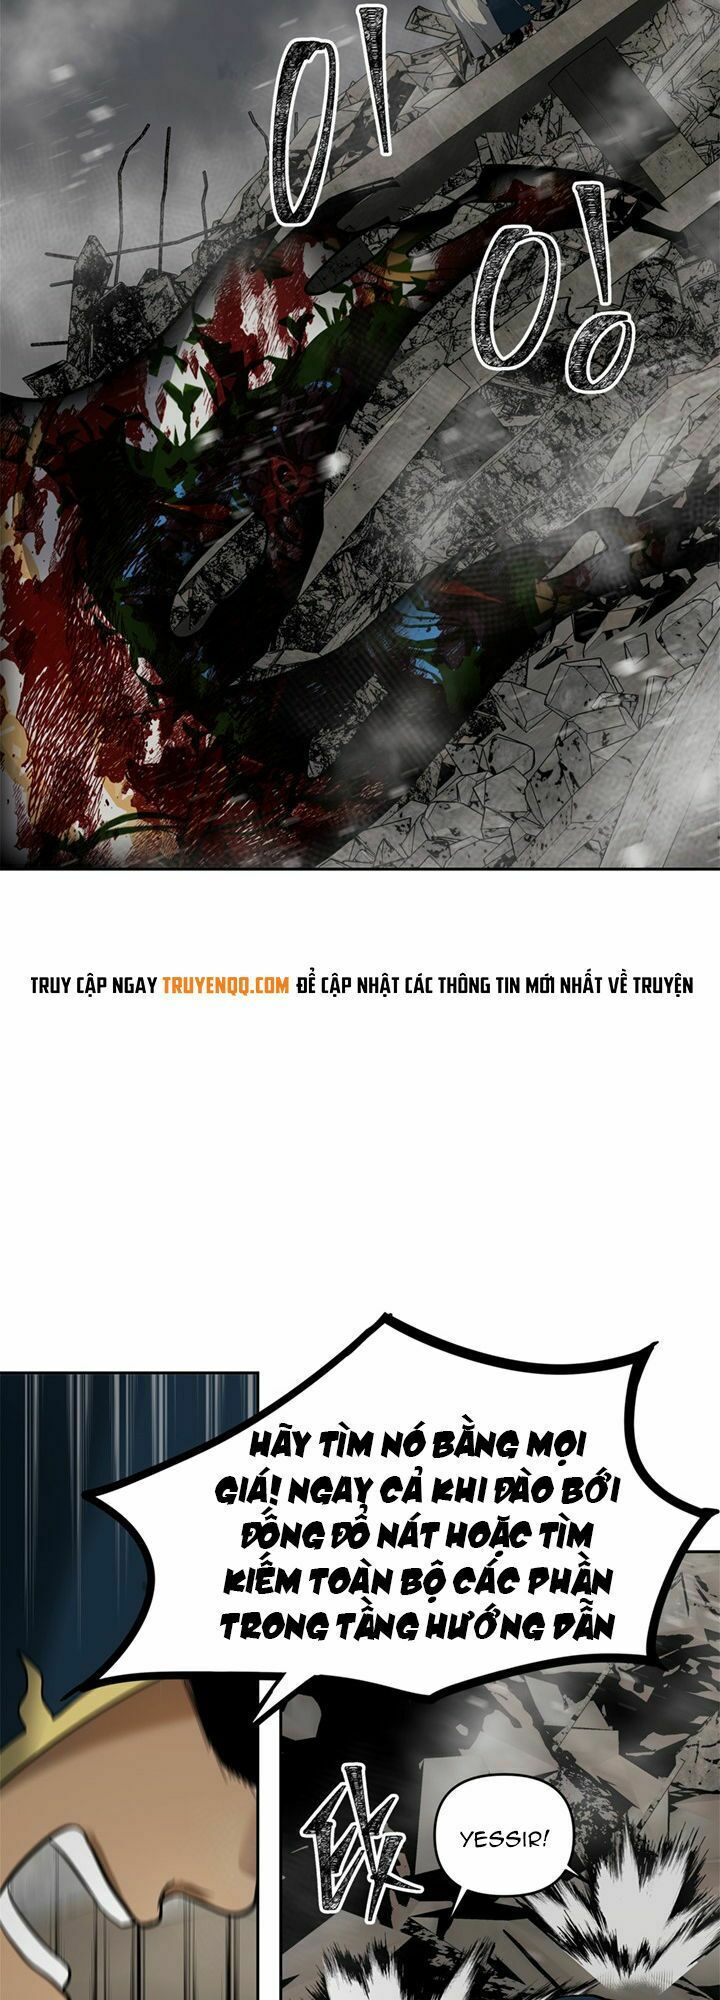 으!
으!
TRUY CẬP NGAY TRUYENQQ.COM ĐỂ CẬP NHẬT CÁC THÔNG TIN MỚI NHẤT VỀ TRUYỆN
HÃY TÌM NÓ BẰNG MỌI
GIÁ! NGAY CẢ KHI ĐÀO BỚI
ĐỐNG ĐỔ NÁT HOẶC TÌM
KIẾM TOÀN BỘ CÁC PHẦN
TRONG TẦNG HƯỚNG DẪN
YESSIR!